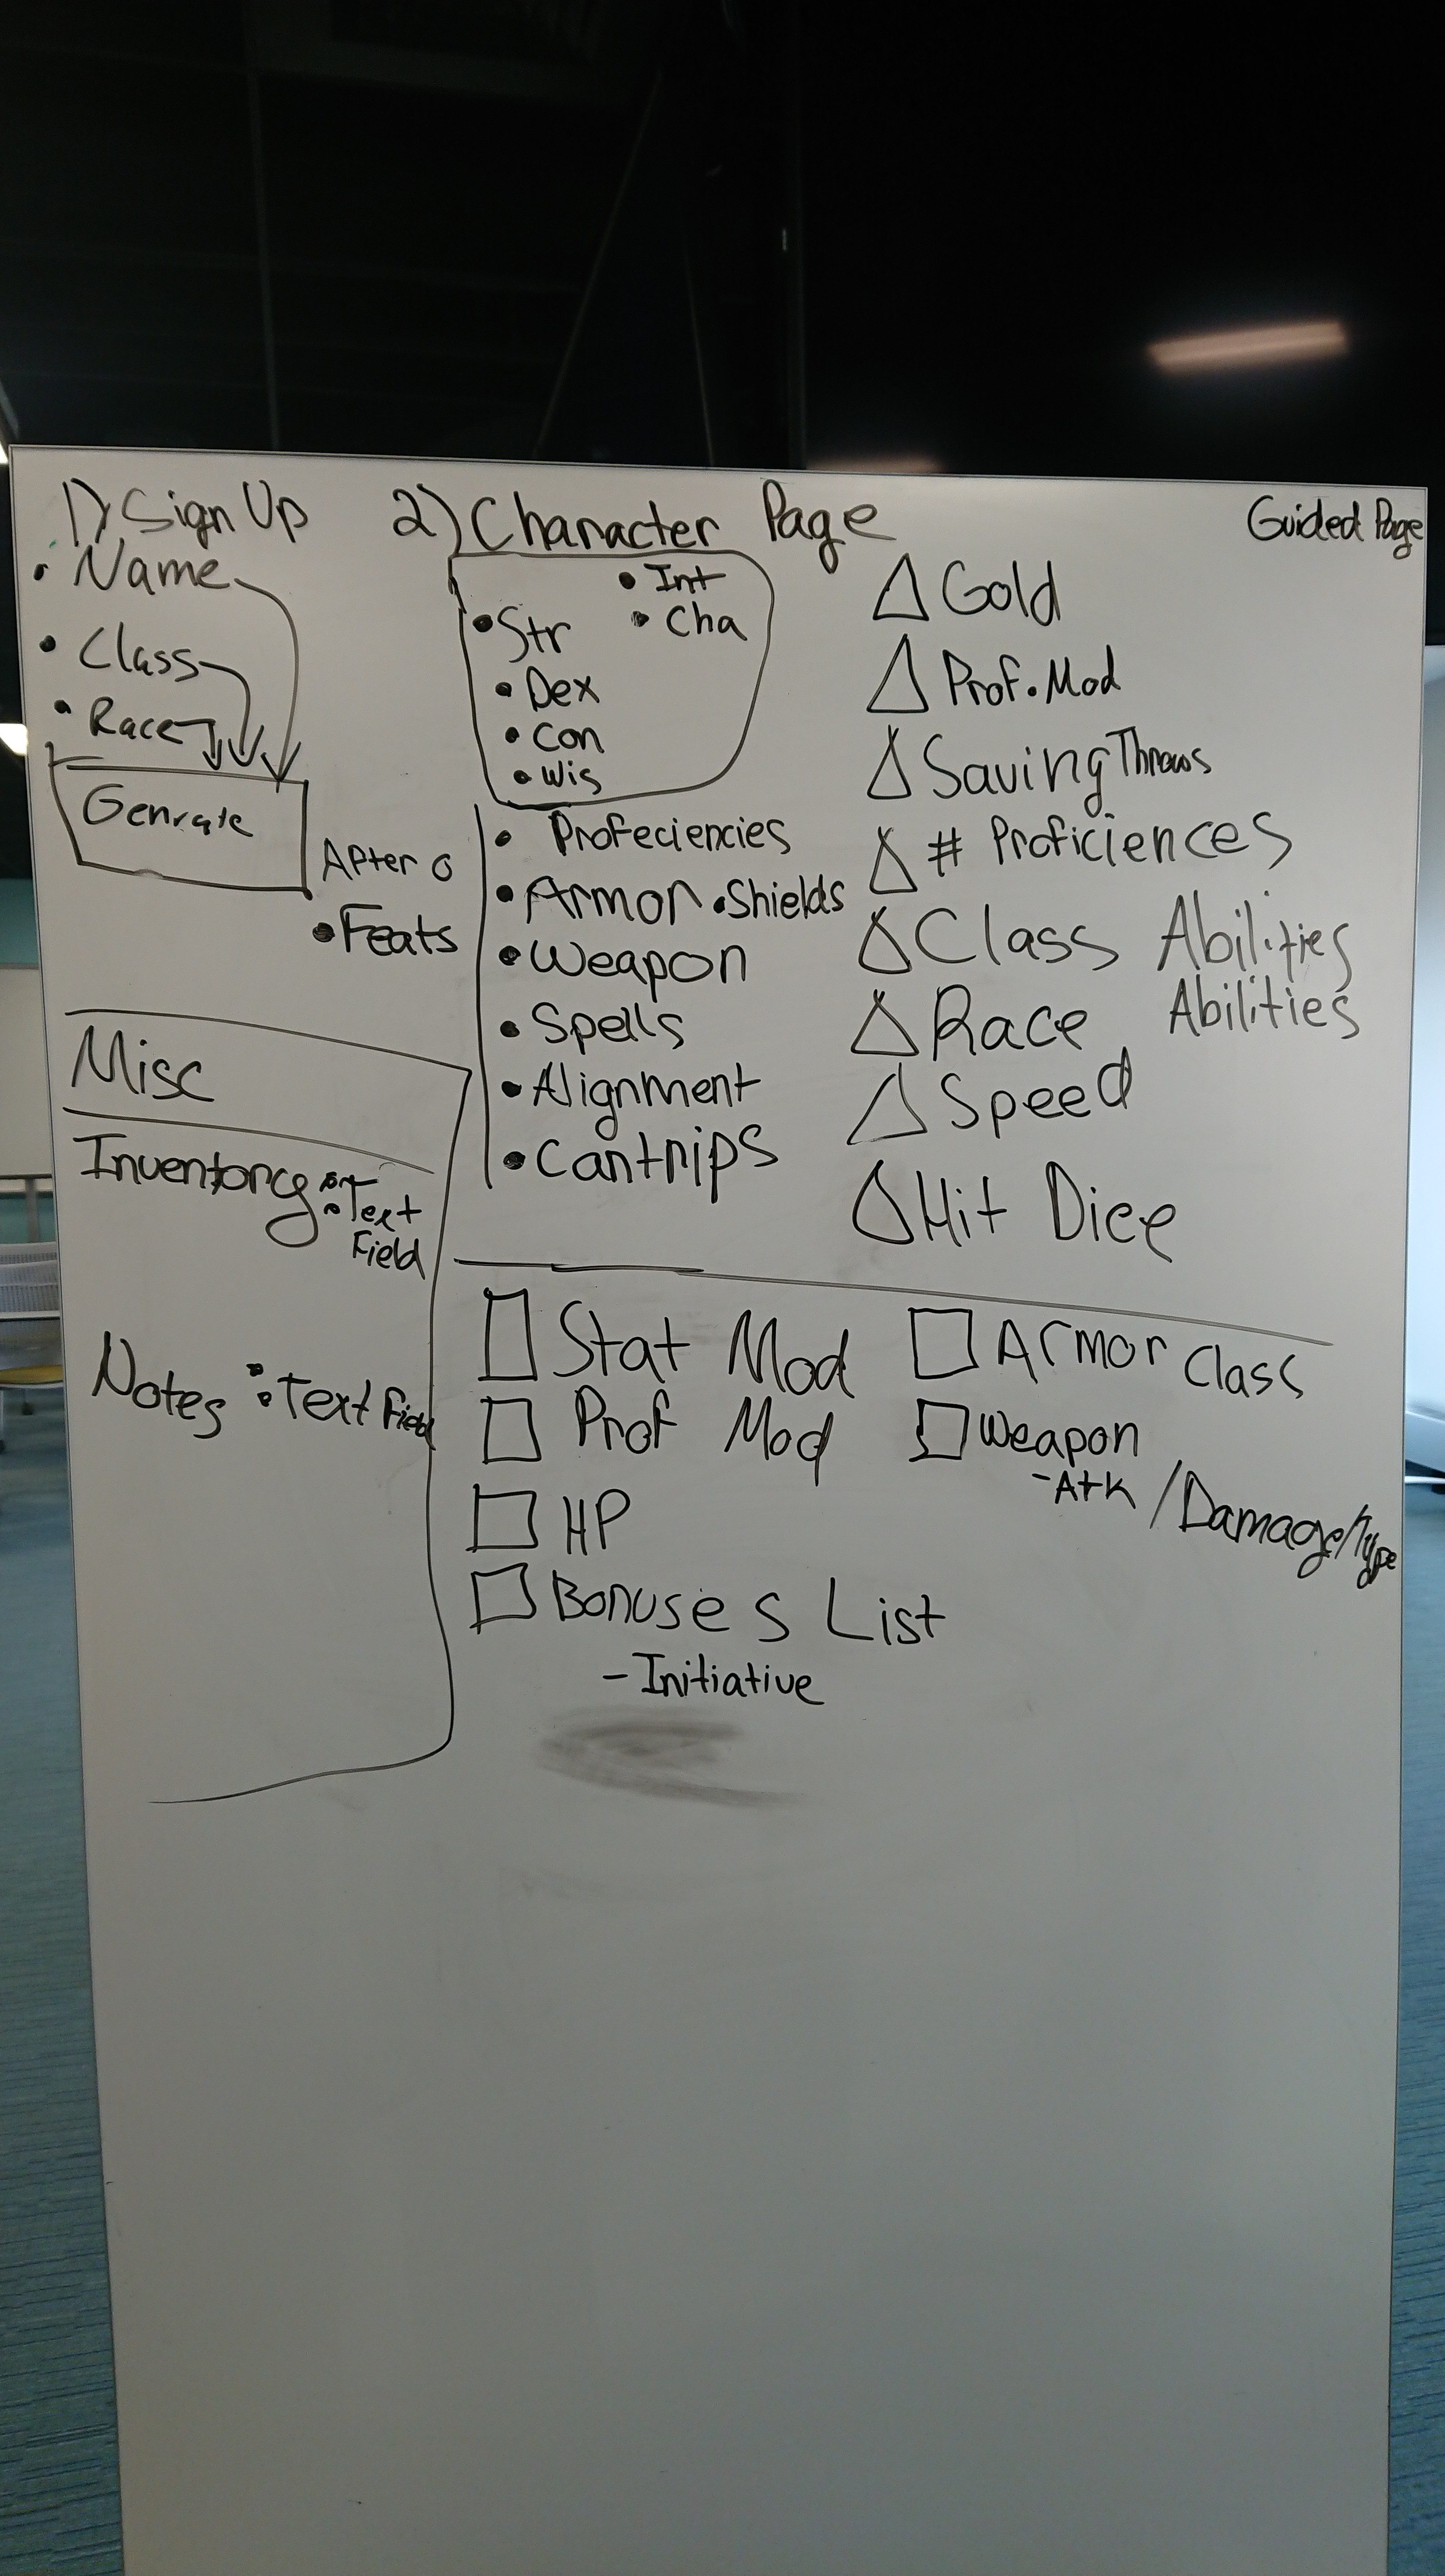 1) Sign Up
• Name
• Class
• Race
Genrate
After
• Feats
Misc
Inventory: Text
Field
Notes : Text Field
2) Character Page
• Int
• Cha
• Str
• Dex
• Con
• Wis
• Profeciencies
• Armor • Shields
• Weapon
• Spells
• Alignment
• Cantrips
Guided Page
△ Gold
△ Prof. Mod
△ Saving Throws
△ # Proficiences
△ Class Abilities
△ Race Abilities
△ Speed
△ Hit Dice
□ Stat Mod
□ Prof Mod
□ HP
□ Bonuses List
- Initiative
□ Armor Class
□ Weapon
- Atk / Damage/Type